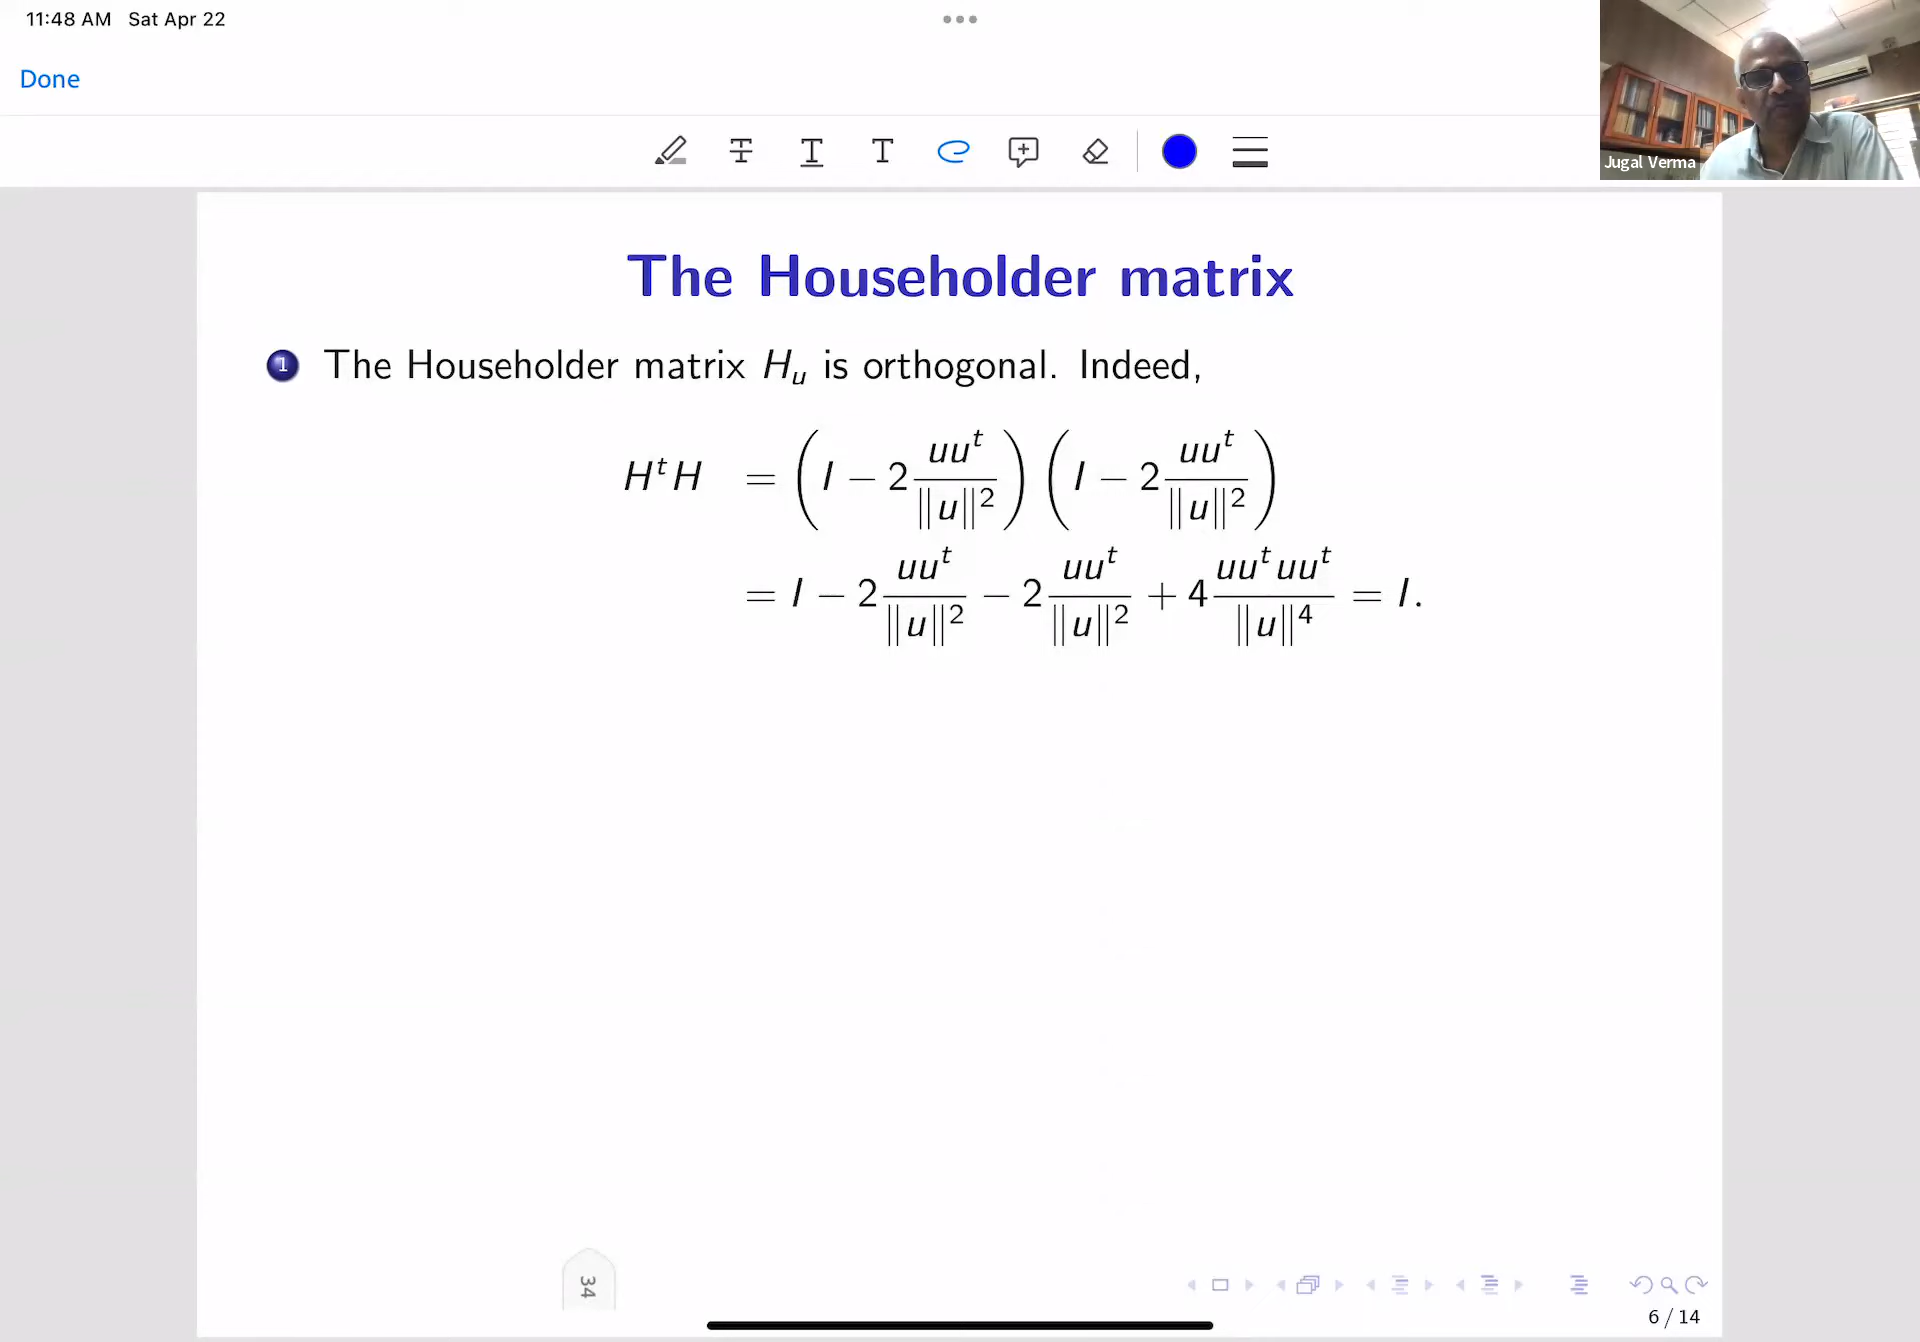 11:48 AM Sat Apr 22
Done
Jugal Verma
The Householder matrix
1 The Householder matrix H_u is orthogonal. Indeed,
H^t H = ( I − 2 uu^t / ‖u‖^2 ) ( I − 2 uu^t / ‖u‖^2 )
= I − 2 uu^t / ‖u‖^2 − 2 uu^t / ‖u‖^2 + 4 uu^t uu^t / ‖u‖^4 = I.
34
6 / 14